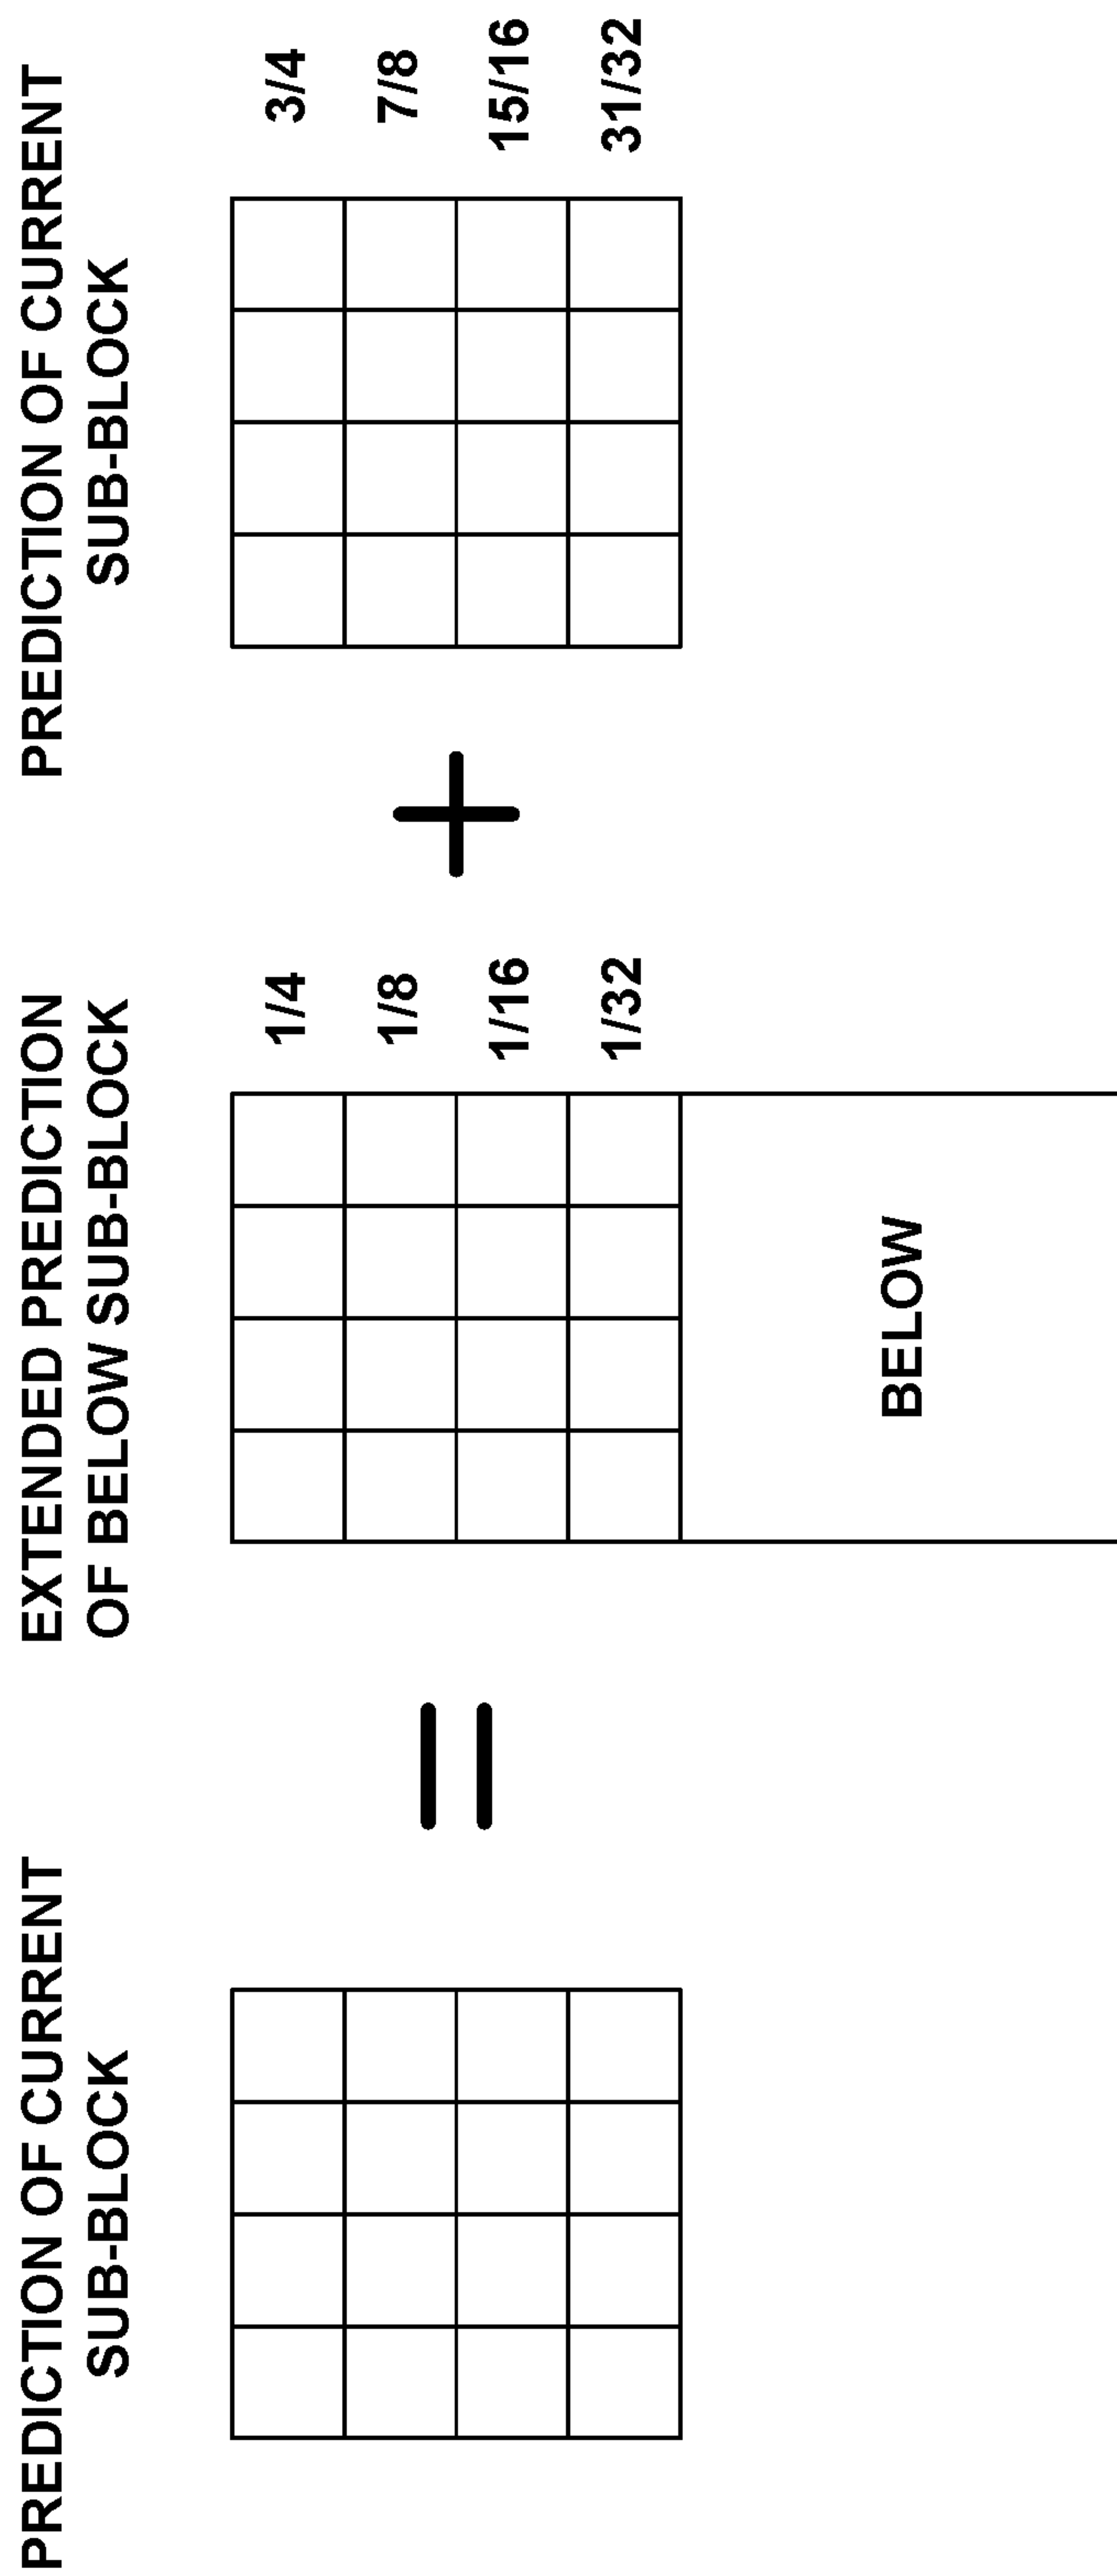 PREDICTION OF CURRENT
SUB-BLOCK
EXTENDED PREDICTION
OF BELOW SUB-BLOCK
1/4
1/8
1/16
1/32
BELOW
PREDICTION OF CURRENT
SUB-BLOCK
3/4
7/8
15/16
31/32